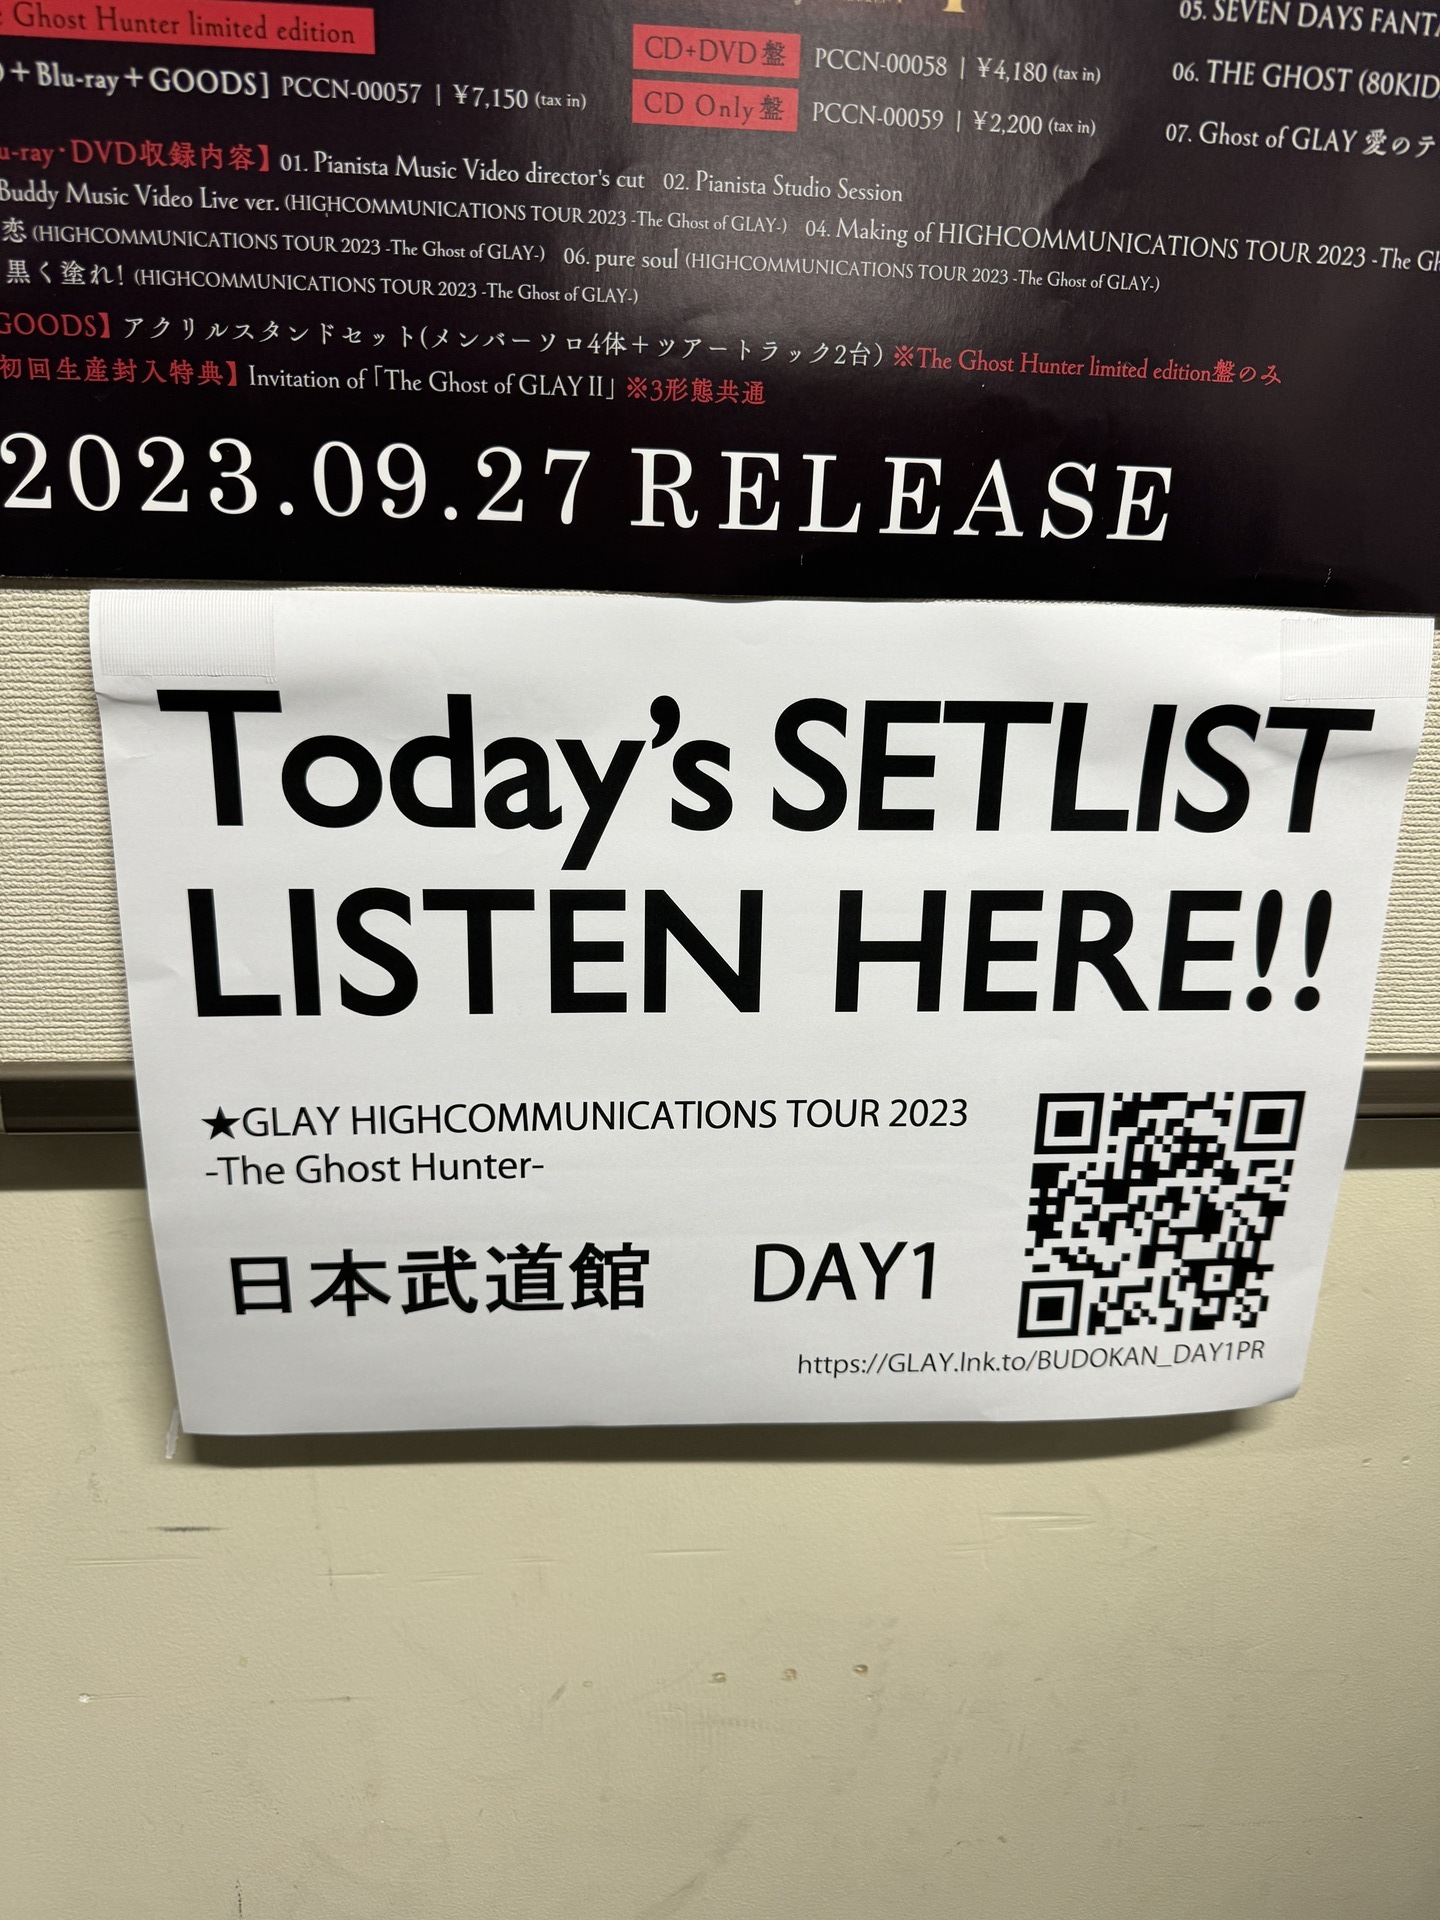 Ghost Hunter limited edition
+Blu-ray+GOODS] PCCN-00057 | ¥7,150 (tax in)
CD+DVD盤 PCCN-00058 | ¥4,180 (tax in)
CD Only盤 PCCN-00059 | ¥2,200 (tax in)
05. SEVEN DAYS FANTA
06. THE GHOST (80KID
07. Ghost of GLAY 愛のテ
u-ray・DVD収録内容】01. Pianista Music Video director's cut 02. Pianista Studio Session
Buddy Music Video Live ver. (HIGHCOMMUNICATIONS TOUR 2023 -The Ghost of GLAY-) 04. Making of HIGHCOMMUNICATIONS TOUR 2023 -The Gh
恋 (HIGHCOMMUNICATIONS TOUR 2023 -The Ghost of GLAY-) 06. pure soul (HIGHCOMMUNICATIONS TOUR 2023 -The Ghost of GLAY-)
黒く塗れ! (HIGHCOMMUNICATIONS TOUR 2023 -The Ghost of GLAY-)
GOODS】アクリルスタンドセット(メンバーソロ4体+ツアートラック2台) ※The Ghost Hunter limited edition盤のみ
初回生産封入特典】Invitation of「The Ghost of GLAY II」※3形態共通
2023.09.27 RELEASE
Today's SETLIST
LISTEN HERE!!
★GLAY HIGHCOMMUNICATIONS TOUR 2023
-The Ghost Hunter-
日本武道館 DAY1
https://GLAY.lnk.to/BUDOKAN_DAY1PR